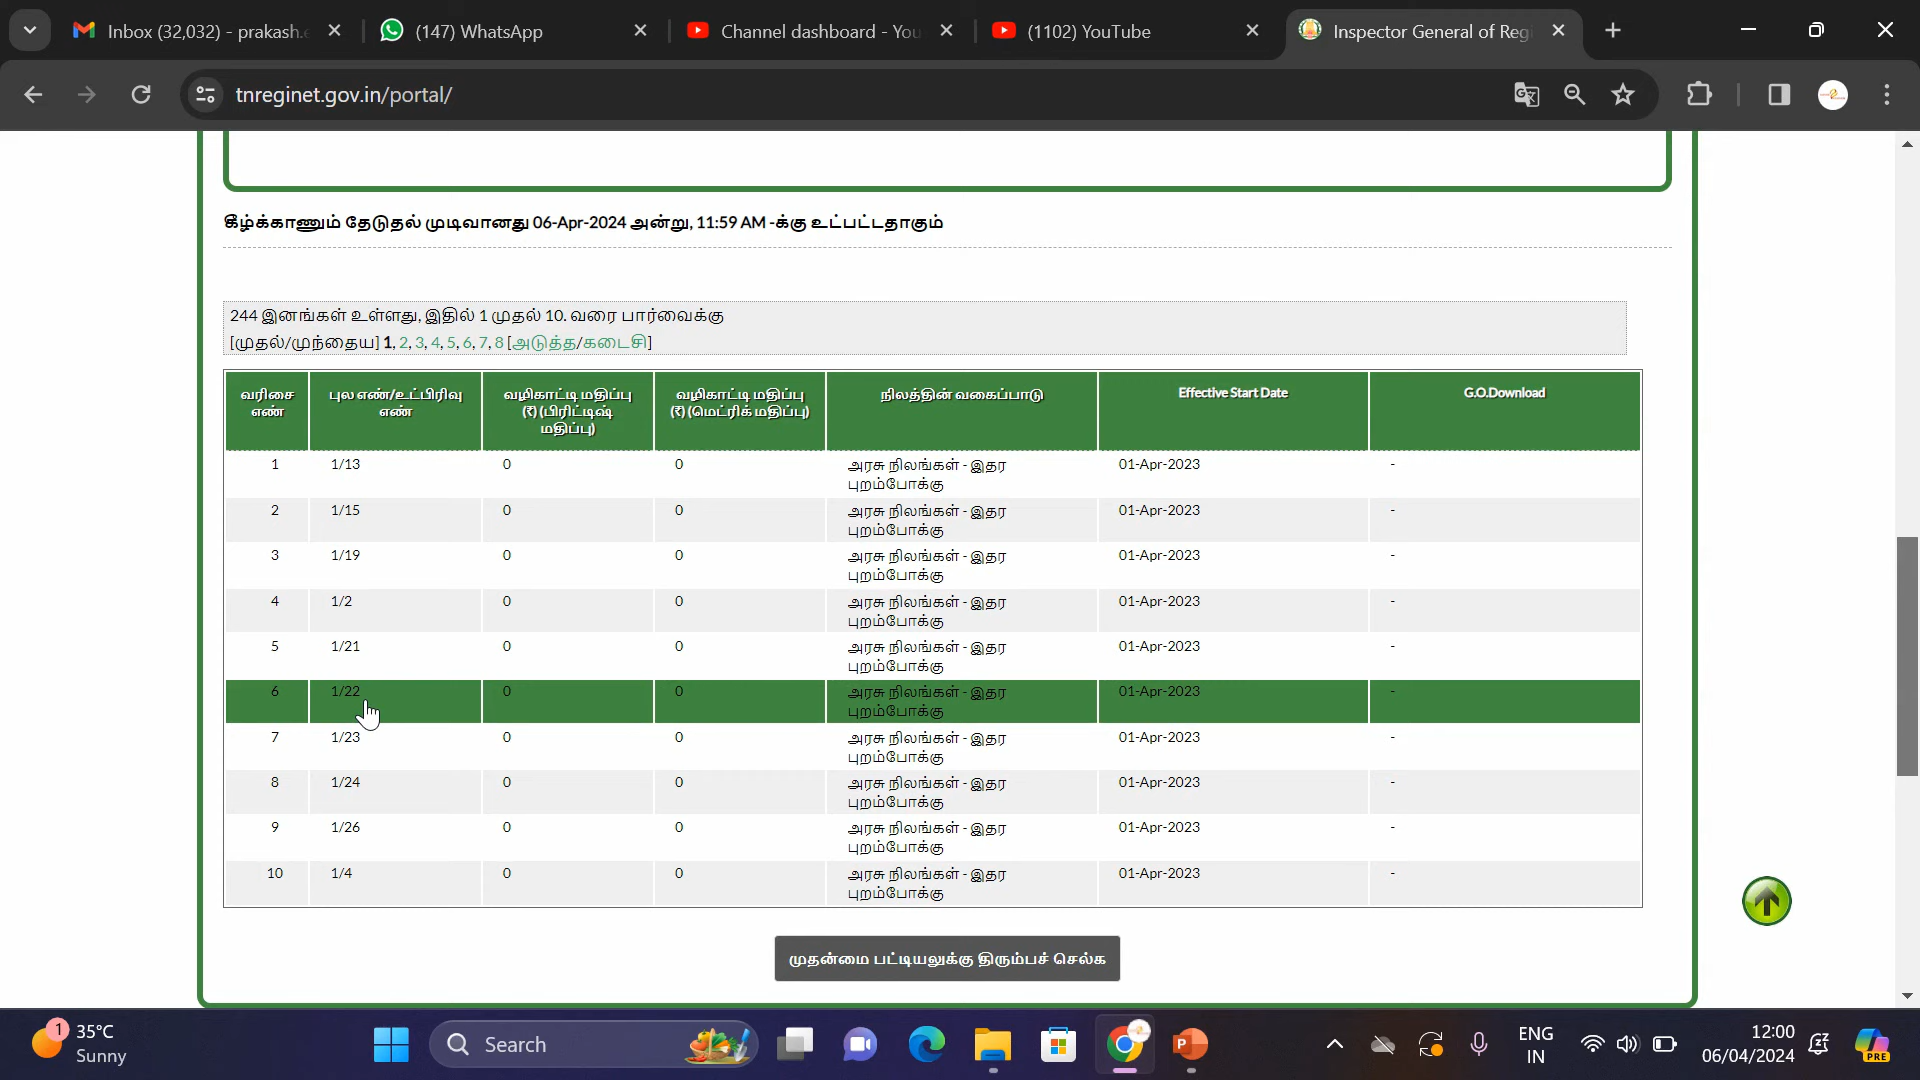 Inbox (32,032) - prakash.e
(147) WhatsApp
Channel dashboard - You
(1102) YouTube
Inspector General of Regi
tnreginet.gov.in/portal/
கீழ்க்காணும் தேடுதல் முடிவானது 06-Apr-2024 அன்று, 11:59 AM -க்கு உட்பட்டதாகும்
244 இனங்கள் உள்ளது, இதில் 1 முதல் 10. வரை பார்வைக்கு
[முதல்/முந்தைய] 1, 2, 3, 4, 5, 6, 7, 8 [அடுத்த/கடைசி]
வரிசை எண் புல எண்/உட்பிரிவு எண் வழிகாட்டி மதிப்பு (₹) (பிரிட்டிஷ் மதிப்பு) வழிகாட்டி மதிப்பு (₹) (மெட்ரிக் மதிப்பு) நிலத்தின் வகைப்பாடு Effective Start Date G.O.Download
1 1/13 0 0 அரசு நிலங்கள் - இதர புறம்போக்கு 01-Apr-2023 -
2 1/15 0 0 அரசு நிலங்கள் - இதர புறம்போக்கு 01-Apr-2023 -
3 1/19 0 0 அரசு நிலங்கள் - இதர புறம்போக்கு 01-Apr-2023 -
4 1/2 0 0 அரசு நிலங்கள் - இதர புறம்போக்கு 01-Apr-2023 -
5 1/21 0 0 அரசு நிலங்கள் - இதர புறம்போக்கு 01-Apr-2023 -
6 1/22 0 0 அரசு நிலங்கள் - இதர புறம்போக்கு 01-Apr-2023 -
7 1/23 0 0 அரசு நிலங்கள் - இதர புறம்போக்கு 01-Apr-2023 -
8 1/24 0 0 அரசு நிலங்கள் - இதர புறம்போக்கு 01-Apr-2023 -
9 1/26 0 0 அரசு நிலங்கள் - இதர புறம்போக்கு 01-Apr-2023 -
10 1/4 0 0 அரசு நிலங்கள் - இதர புறம்போக்கு 01-Apr-2023 -
முதன்மை பட்டியலுக்கு திரும்பச் செல்க
1 35°C
Sunny
Search
ENG
IN
12:00
06/04/2024
PRE